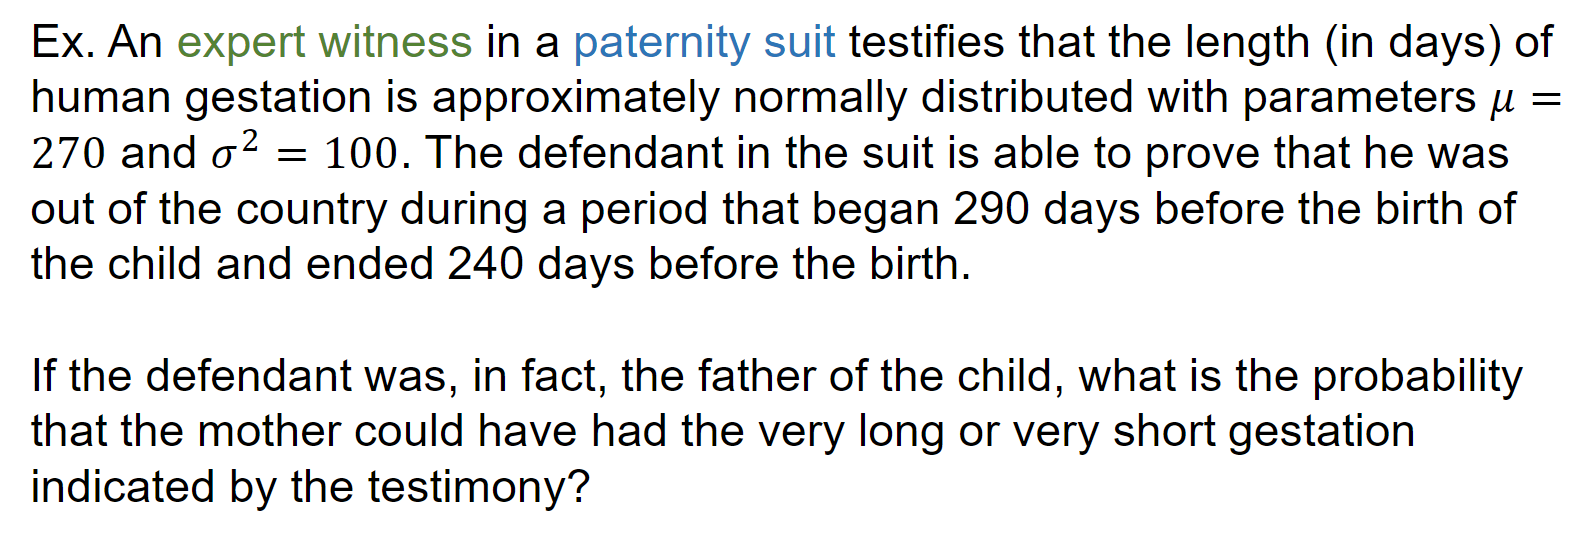 Ex. An expert witness in a paternity suit testifies that the length (in days) of
human gestation is approximately normally distributed with parameters μ =
270 and σ² = 100. The defendant in the suit is able to prove that he was
out of the country during a period that began 290 days before the birth of
the child and ended 240 days before the birth.
If the defendant was, in fact, the father of the child, what is the probability
that the mother could have had the very long or very short gestation
indicated by the testimony?